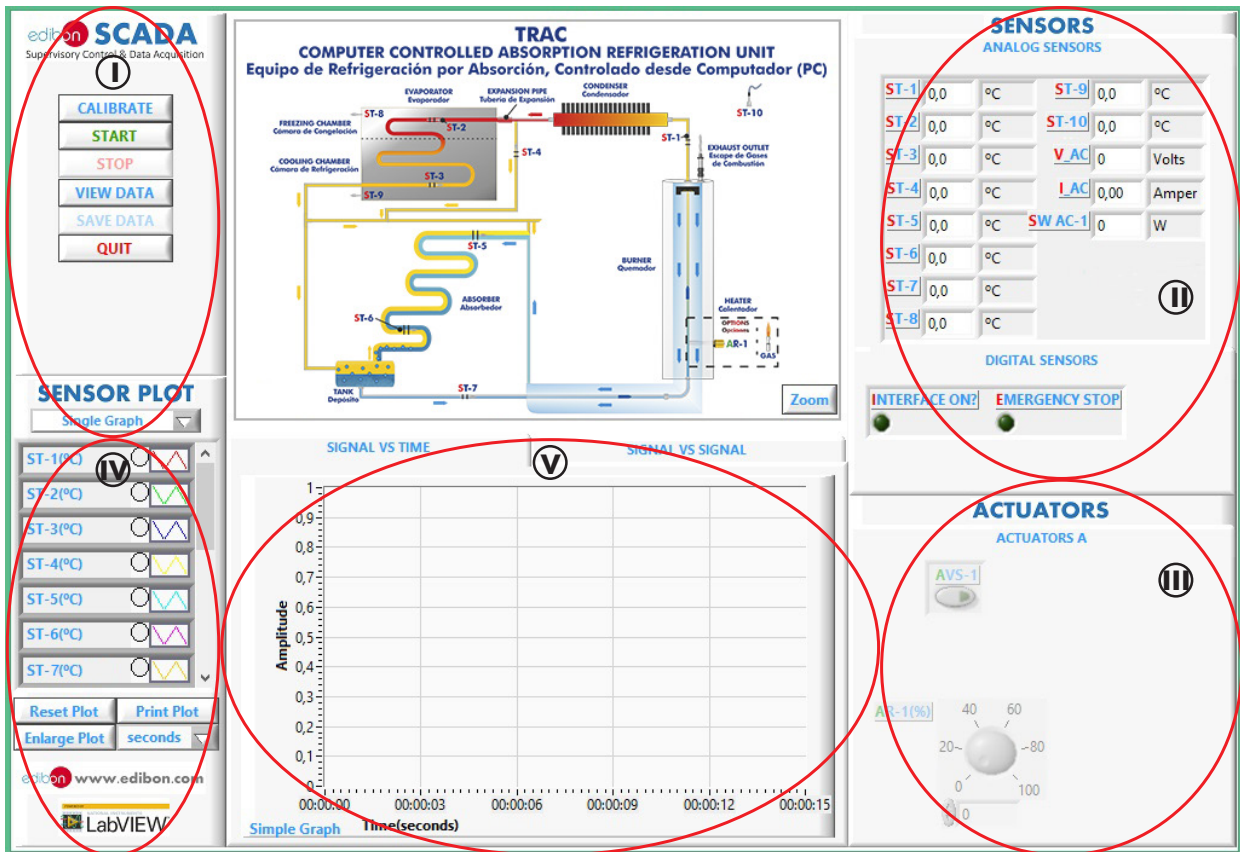 edibon SCADA
Supervisory Control & Data Acquisition
I
CALIBRATE
START
STOP
VIEW DATA
SAVE DATA
QUIT
TRAC
COMPUTER CONTROLLED ABSORPTION REFRIGERATION UNIT
Equipo de Refrigeración por Absorción, Controlado desde Computador (PC)
EVAPORATOR
Evaporador
EXPANSION PIPE
Tubería de Expansión
CONDENSER
Condensador
ST-8
ST-2
ST-10
FREEZING CHAMBER
Cámara de Congelación
ST-1
ST-4
EXHAUST OUTLET
Escape de Gases
de Combustión
COOLING CHAMBER
Cámara de Refrigeración
ST-3
ST-9
ST-5
BURNER
Quemador
ABSORBER
Absorbedor
HEATER
Calentador
ST-6
OPTIONS
Opciones
AR-1
GAS
TANK
Depósito
ST-7
Zoom
SENSORS
ANALOG SENSORS
ST-1 0,0 ºC ST-9 0,0 ºC
ST-2 0,0 ºC ST-10 0,0 ºC
ST-3 0,0 ºC V_AC 0 Volts
ST-4 0,0 ºC I_AC 0,00 Amper
ST-5 0,0 ºC SW AC-1 0 W
ST-6 0,0 ºC
ST-7 0,0 ºC
ST-8 0,0 ºC
II
DIGITAL SENSORS
INTERFACE ON? EMERGENCY STOP
SENSOR PLOT
Single Graph
IV
ST-1(ºC)
ST-2(ºC)
ST-3(ºC)
ST-4(ºC)
ST-5(ºC)
ST-6(ºC)
ST-7(ºC)
Reset Plot Print Plot
Enlarge Plot seconds
edibon www.edibon.com
LabVIEW
SIGNAL VS TIME SIGNAL VS SIGNAL
V
Amplitude
1
0,9
0,8
0,7
0,6
0,5
0,4
0,3
0,2
0,1
0
00:00:00 00:00:03 00:00:06 00:00:09 00:00:12 00:00:15
Simple Graph Time(seconds)
ACTUATORS
ACTUATORS A
III
AVS-1
AR-1(%)
40 60
20 80
0 100
0